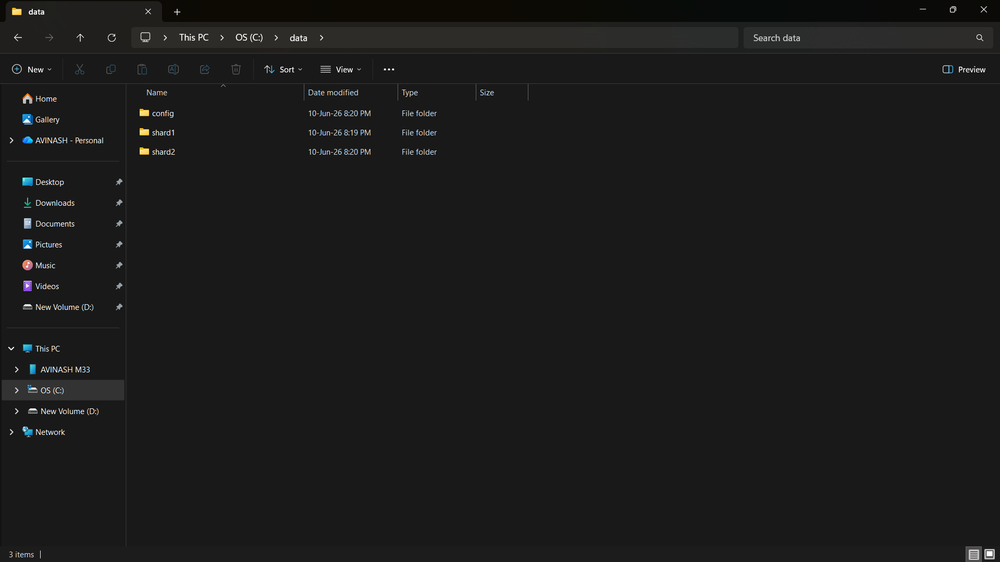 data
This PC
OS (C:)
data
Search data
New
Sort
View
Preview
Name
Date modified
Type
Size
config 10-Jun-26 8:20 PM File folder
shard1 10-Jun-26 8:19 PM File folder
shard2 10-Jun-26 8:20 PM File folder
Home
Gallery
AVINASH - Personal
Desktop
Downloads
Documents
Pictures
Music
Videos
New Volume (D:)
This PC
AVINASH M33
OS (C:)
New Volume (D:)
Network
3 items